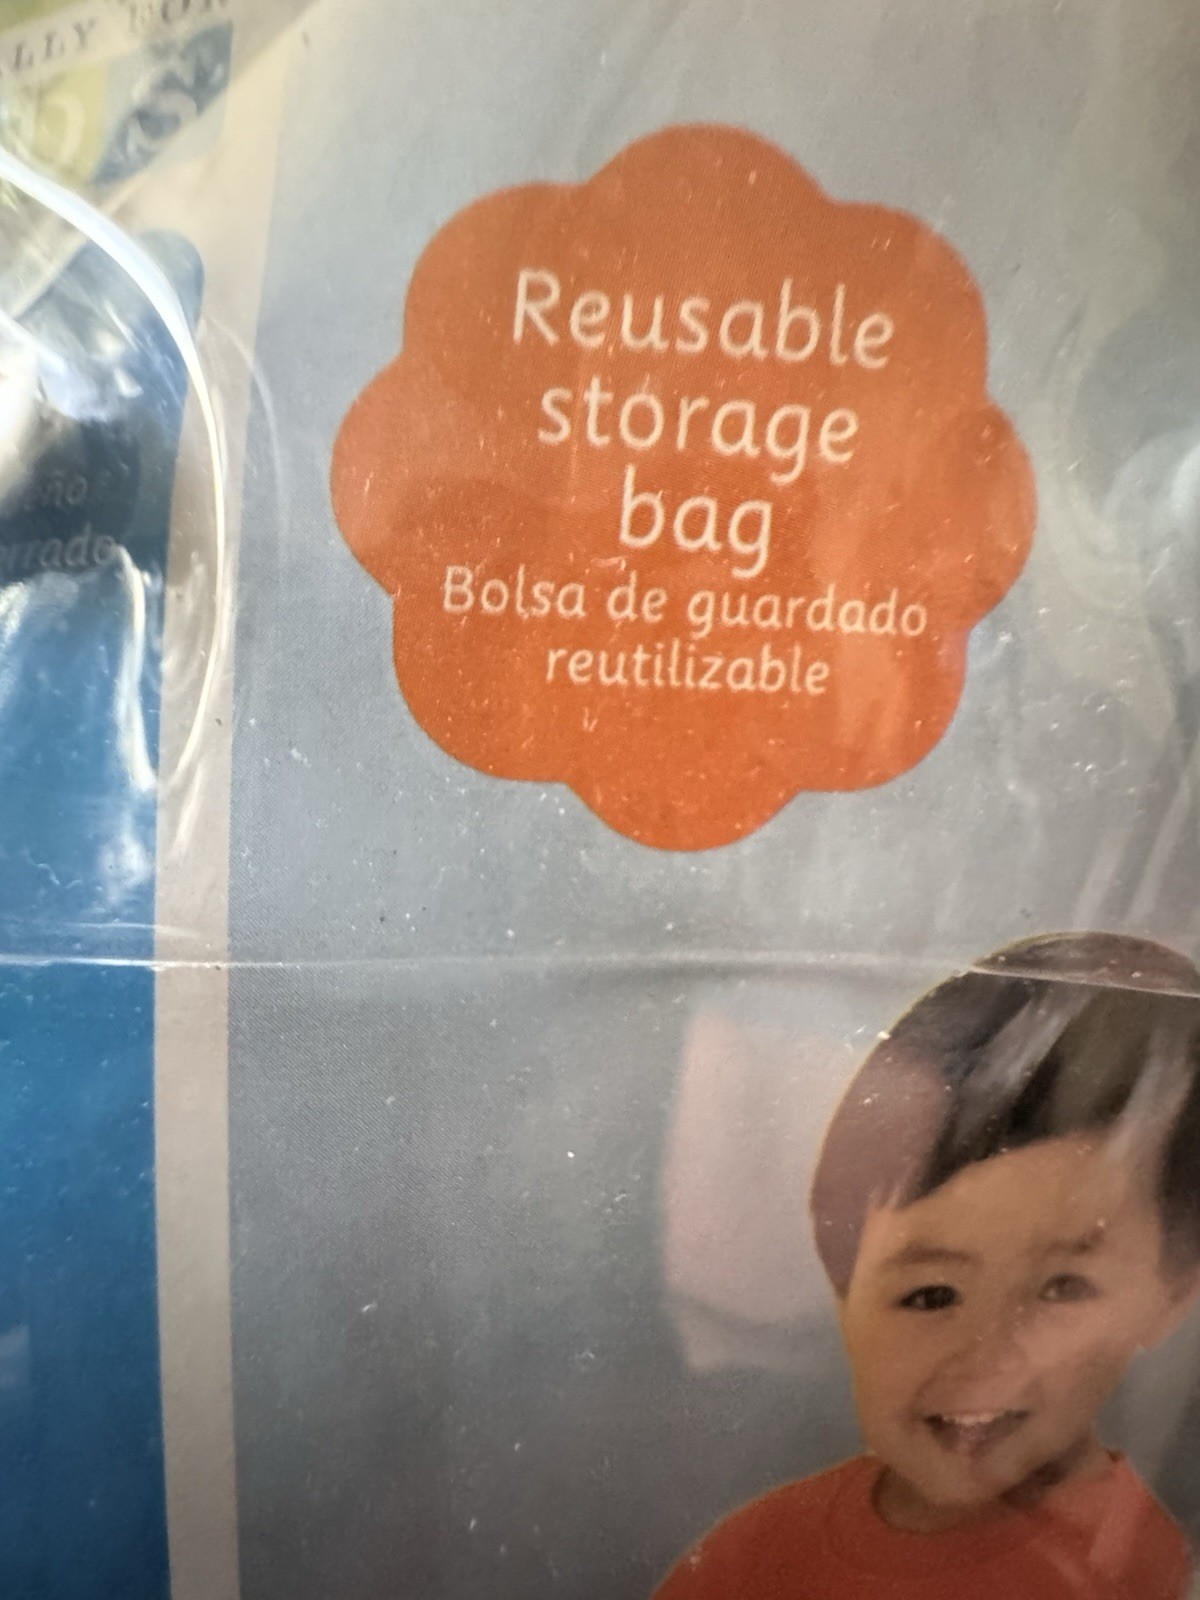 Reusable
storage
bag
Bolsa de guardado
reutilizable